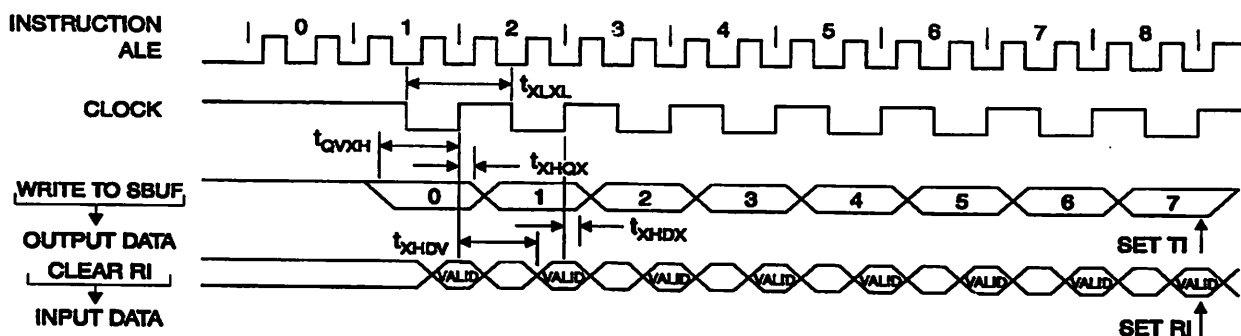 INSTRUCTION 0 1 2 3 4 5 6 7 8
ALE
tXLXL
CLOCK
tQVXH
tXHQX
WRITE TO SBUF 0 1 2 3 4 5 6 7
tXHDV
tXHDX
OUTPUT DATA
SET TI
CLEAR RI VALID VALID VALID VALID VALID VALID VALID VALID
INPUT DATA
SET RI